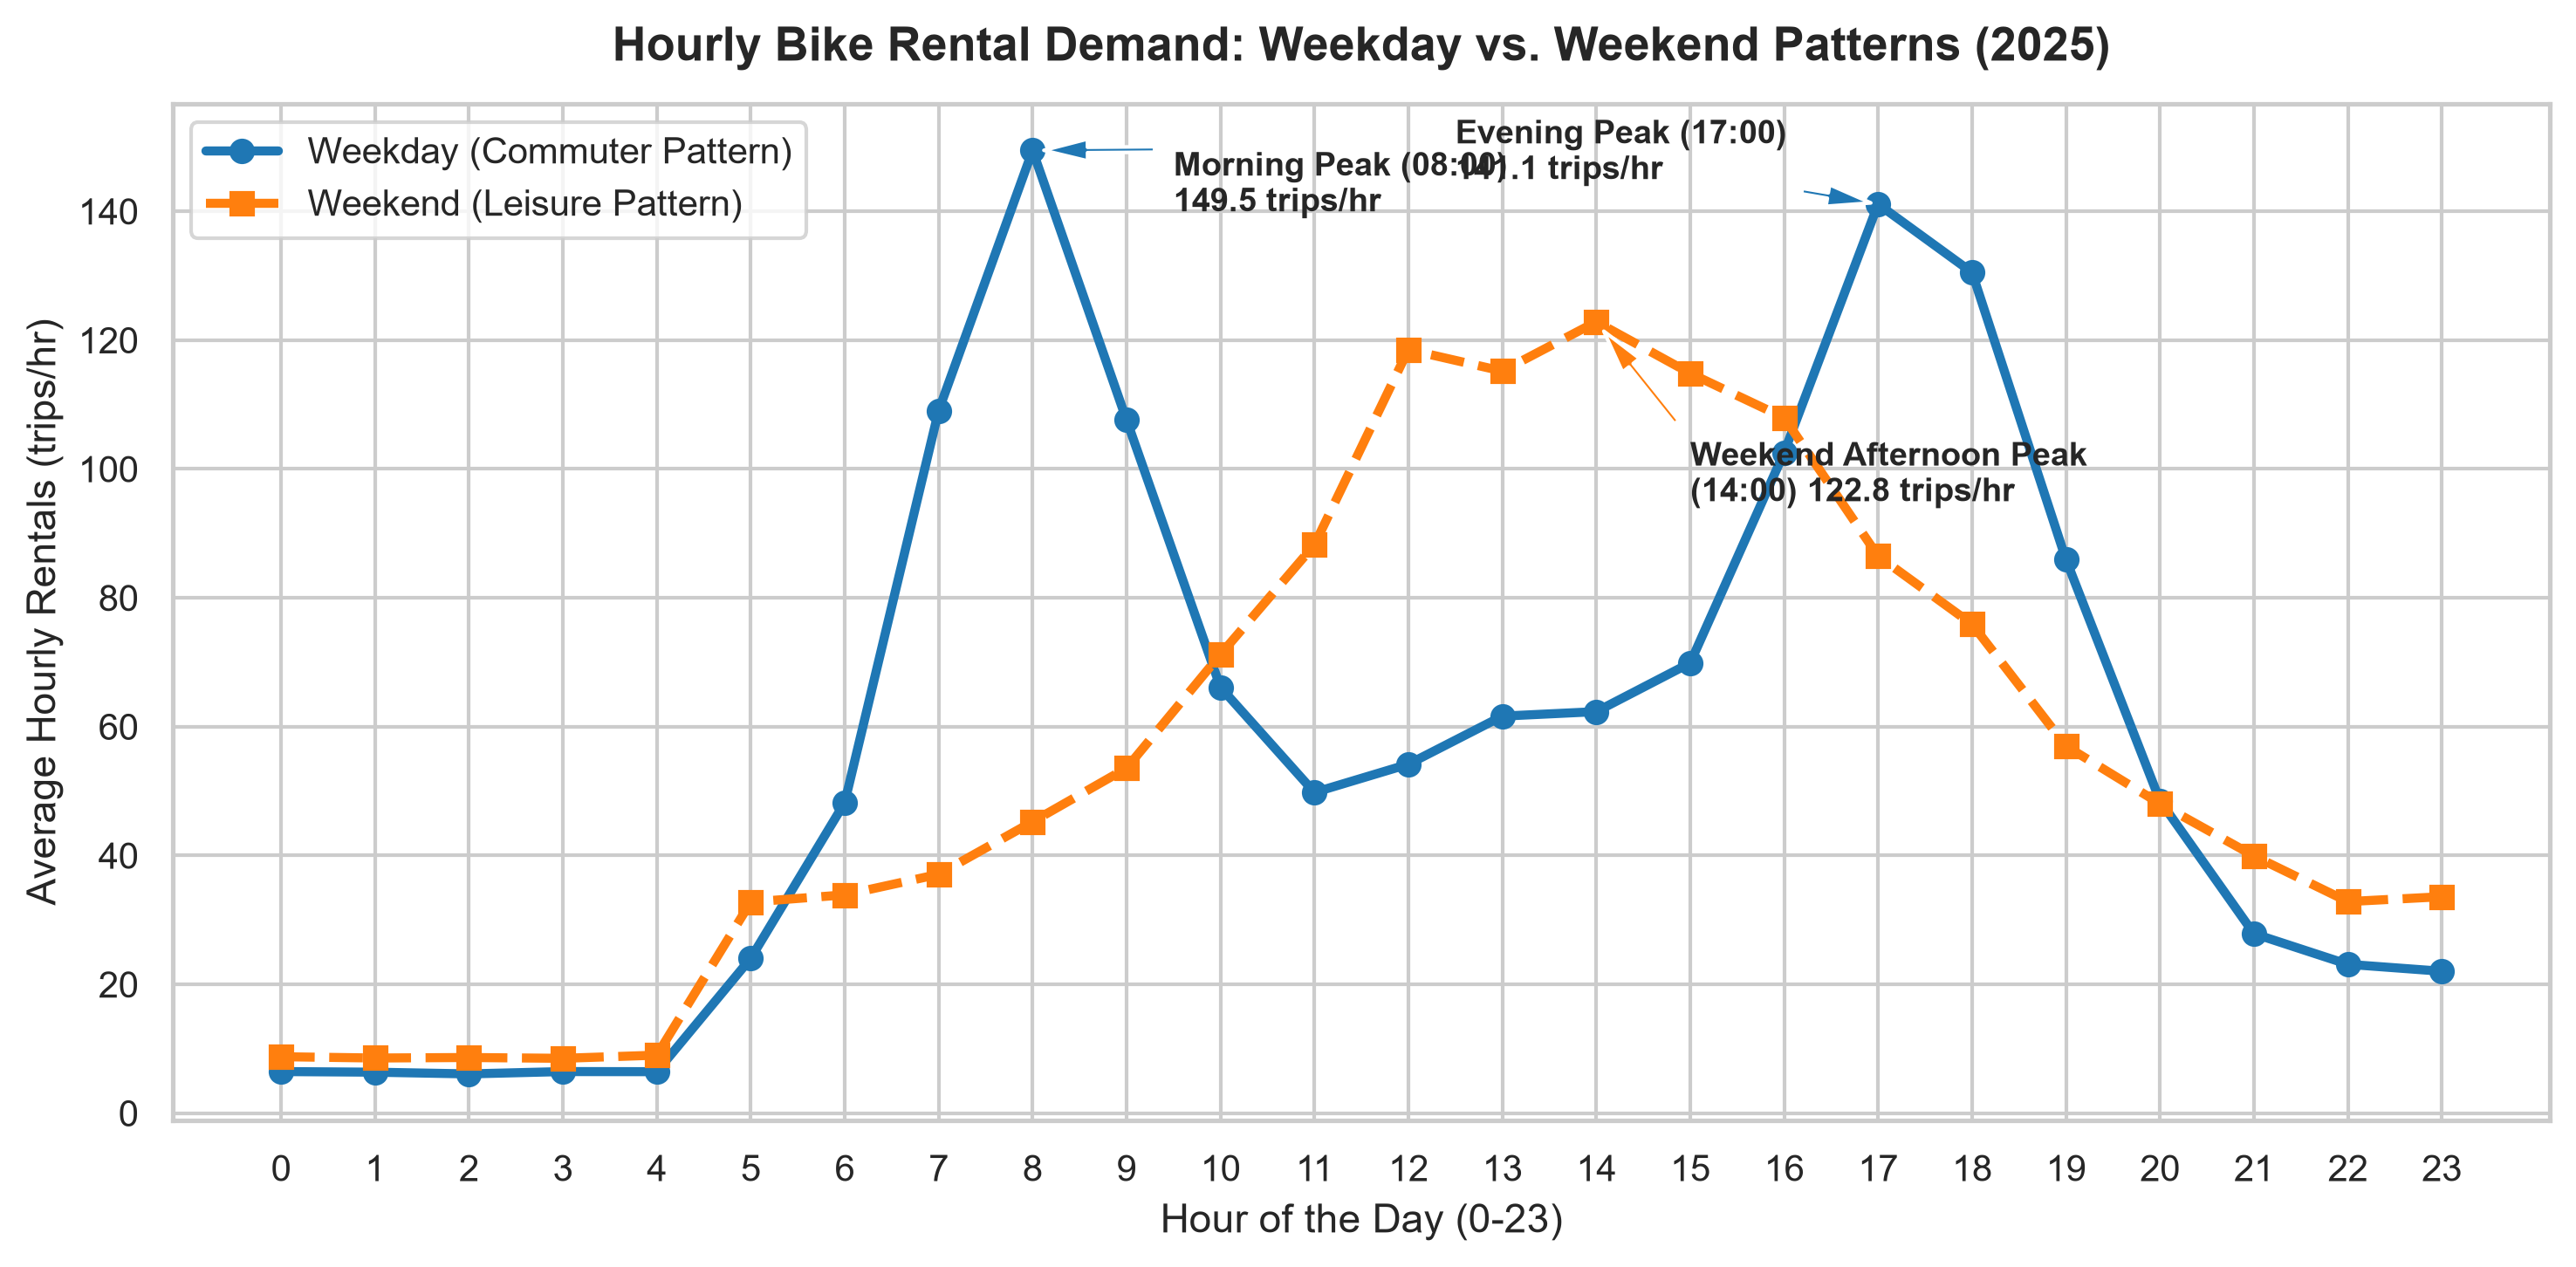 Hourly Bike Rental Demand: Weekday vs. Weekend Patterns (2025)
Weekday (Commuter Pattern)
Weekend (Leisure Pattern)
Morning Peak (08:00)
149.5 trips/hr
Evening Peak (17:00)
141.1 trips/hr
Weekend Afternoon Peak
(14:00) 122.8 trips/hr
Average Hourly Rentals (trips/hr)
140
120
100
80
60
40
20
0
0 1 2 3 4 5 6 7 8 9 10 11 12 13 14 15 16 17 18 19 20 21 22 23
Hour of the Day (0-23)